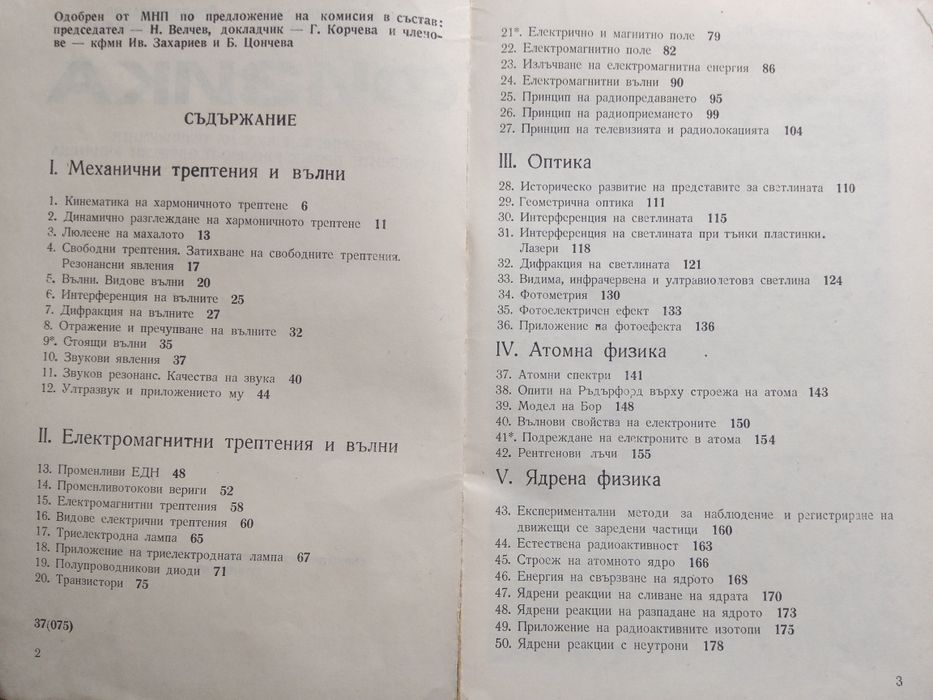 Одобрен от МНП по предложение на комисия в състав:
председател — Н. Велчев, докладчик — Г. Корчева и члено-
ве — кфмн Ив. Захариев и Б. Цончева
СЪДЪРЖАНИЕ
I. Механични трептения и вълни
1. Кинематика на хармоничното трептене 6
2. Динамично разглеждане на хармоничното трептене 11
3. Люлеене на махалото 13
4. Свободни трептения. Затихване на свободните трептения.
Резонансни явления 17
5. Вълни. Видове вълни 20
6. Интерференция на вълните 25
7. Дифракция на вълните 27
8. Отражение и пречупване на вълните 32
9*. Стоящи вълни 35
10. Звукови явления 37
11. Звуков резонанс. Качества на звука 40
12. Ултразвук и приложението му 44
II. Електромагнитни трептения и вълни
13. Променливи ЕДН 48
14. Променливотокови вериги 52
15. Електромагнитни трептения 58
16. Видове електрични трептения 60
17. Триелектродна лампа 65
18. Приложение на триелектродната лампа 67
19. Полупроводникови диоди 71
20. Транзистори 75
37(075)
2
21*. Електрично и магнитно поле 79
22. Електромагнитно поле 82
23. Излъчване на електромагнитна енергия 86
24. Електромагнитни вълни 90
25. Принцип на радиопредаването 95
26. Принцип на радиоприемането 99
27. Принцип на телевизията и радиолокацията 104
III. Оптика
28. Историческо развитие на представите за светлината 110
29. Геометрична оптика 111
30. Интерференция на светлината 115
31. Интерференция на светлината при тънки пластинки.
Лазери 118
32. Дифракция на светлината 121
33. Видима, инфрачервена и ултравиолетова светлина 124
34. Фотометрия 130
35. Фотоелектричен ефект 133
36. Приложение на фотоефекта 136
IV. Атомна физика
37. Атомни спектри 141
38. Опити на Ръдърфорд върху строежа на атома 143
39. Модел на Бор 148
40. Вълнови свойства на електроните 150
41*. Подреждане на електроните в атома 154
42. Рентгенови лъчи 155
V. Ядрена физика
43. Експериментални методи за наблюдение и регистриране на
движещи се заредени частици 160
44. Естествена радиоактивност 163
45. Строеж на атомното ядро 166
46. Енергия на свързване на ядрото 168
47. Ядрени реакции на сливане на ядрата 170
48. Ядрени реакции на разпадане на ядрото 173
49. Приложение на радиоактивните изотопи 175
50. Ядрени реакции с неутрони 178
3